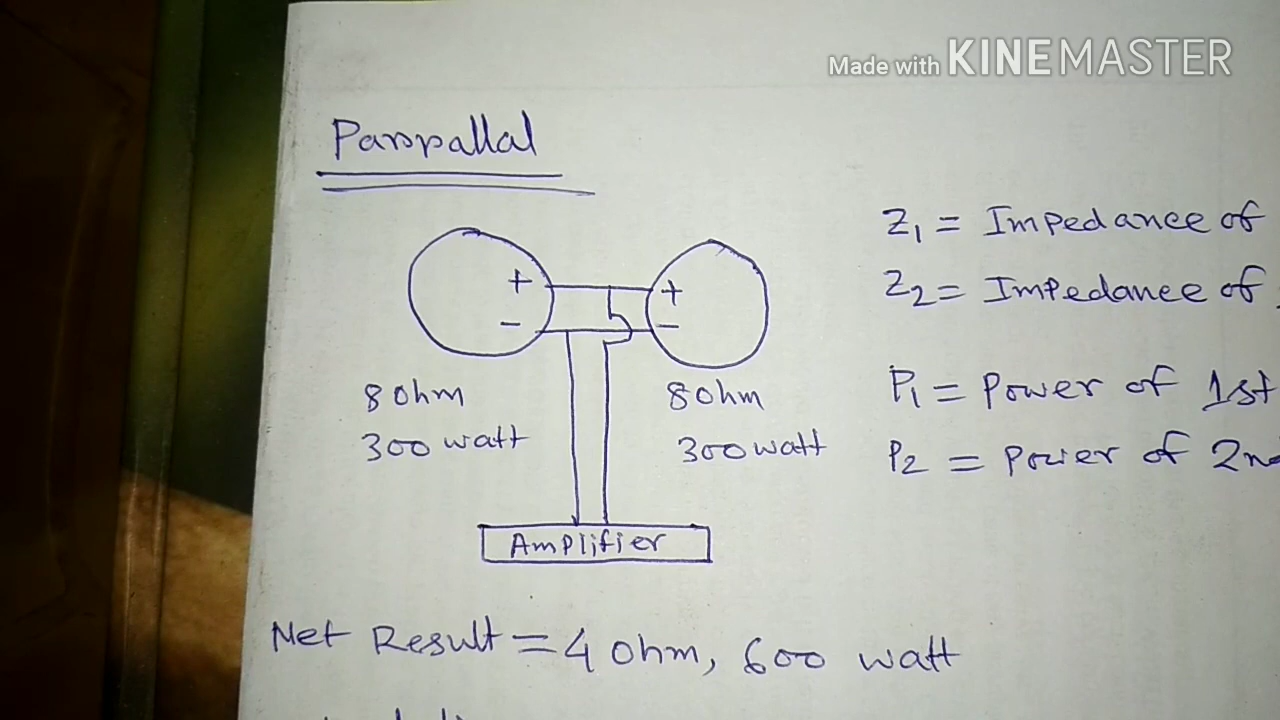 Made with KINEMASTER
Parrallal
Z1 = Impedance of
Z2 = Impedance of
+ +
- -
8 ohm 8 ohm
300 watt 300 watt
P1 = Power of 1st
P2 = Power of 2n
Amplifier
Net Result = 4 ohm, 600 watt